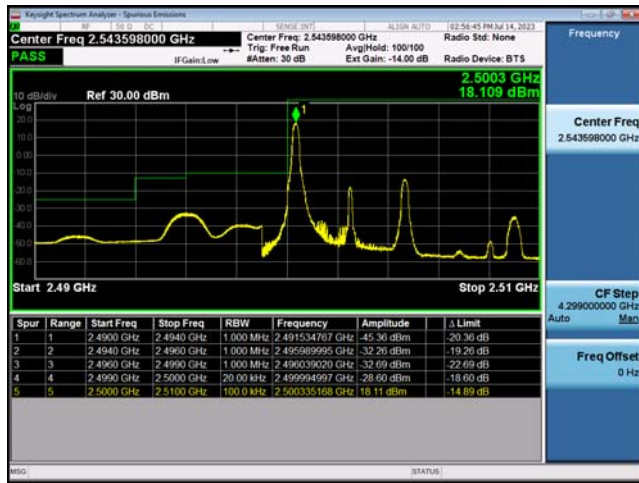 Keysight Spectrum Analyzer - Spurious Emissions
RF 50 Ω DC SENSE:INT ALIGN AUTO 02:56:45 PM Jul 14, 2023
Center Freq 2.543598000 GHz
Center Freq: 2.543598000 GHz
Radio Std: None
Trig: Free Run
Avg|Hold: 100/100
PASS
IFGain:Low
#Atten: 30 dB
Ext Gain: -14.00 dB
Radio Device: BTS
2.5003 GHz
18.109 dBm
10 dB/div
Ref 30.00 dBm
Log
1
20.0
10.0
0.00
10.0
20.0
30.0
40.0
50.0
60.0
Start 2.49 GHz
Stop 2.51 GHz
Spur Range Start Freq Stop Freq RBW Frequency Amplitude Δ Limit
1 1 2.4900 GHz 2.4940 GHz 1.000 MHz 2.491534767 GHz -45.36 dBm -20.36 dB
2 2 2.4940 GHz 2.4960 GHz 1.000 MHz 2.495989995 GHz -32.26 dBm -19.26 dB
3 3 2.4960 GHz 2.4990 GHz 1.000 MHz 2.496039020 GHz -32.69 dBm -22.69 dB
4 4 2.4990 GHz 2.5000 GHz 20.00 kHz 2.499994997 GHz -28.60 dBm -18.60 dB
5 5 2.5000 GHz 2.5100 GHz 100.0 kHz 2.500335168 GHz 18.11 dBm -14.89 dB
MSG
STATUS
Frequency
Center Freq
2.543598000 GHz
CF Step
4.299000000 GHz
Auto Man
Freq Offset
0 Hz